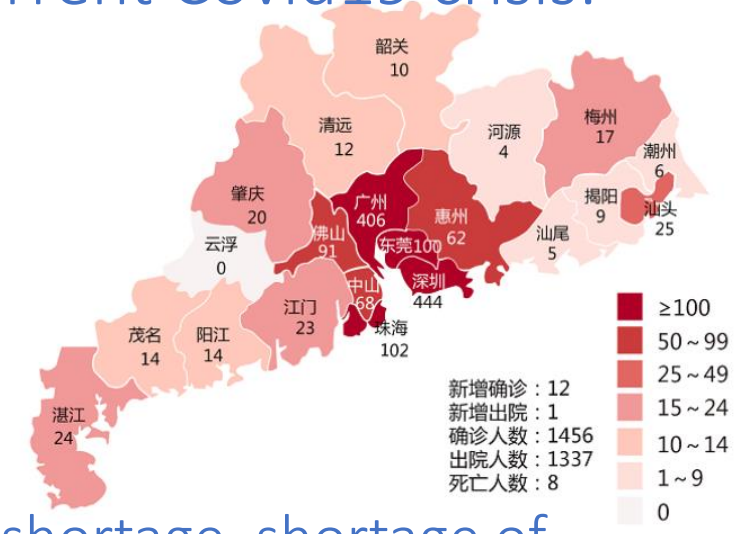 rrent Covid19 crisis.
韶关
10
清远
12
河源
4
梅州
17
潮州
6
肇庆
20
广州
406
惠州
62
揭阳
9
汕头
25
云浮
0
佛山
91
东莞100
汕尾
5
中山
68
深圳
444
江门
23
珠海
102
茂名
14
阳江
14
湛江
24
≥100
50~99
25~49
15~24
10~14
1~9
0
新增确诊：12
新增出院：1
确诊人数：1456
出院人数：1337
死亡人数：8
shortage, shortage of